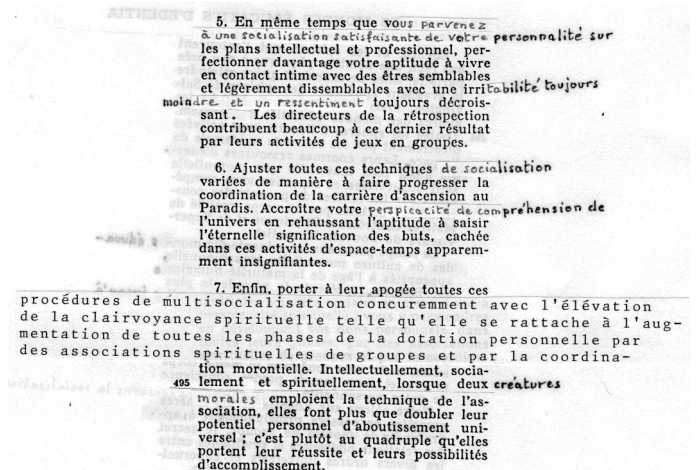 5. En même temps que vous parvenez
à une socialisation satisfaisante de votre personnalité sur
les plans intellectuel et professionnel, per-
fectionner davantage votre aptitude à vivre
en contact intime avec des êtres semblables
et légèrement dissemblables avec une irritabilité toujours
moindre et un ressentiment toujours décrois-
sant. Les directeurs de la rétrospection
contribuent beaucoup à ce dernier résultat
par leurs activités de jeux en groupes.
6. Ajuster toutes ces techniques de socialisation
variées de manière à faire progresser la
coordination de la carrière d'ascension au
Paradis. Accroître votre perspicacité de compréhension de
l'univers en rehaussant l'aptitude à saisir
l'éternelle signification des buts, cachée
dans ces activités d'espace-temps apparem-
ment insignifiantes.
7. Enfin, porter à leur apogée toutes ces
procédures de multisocialisation concuremment avec l'élévation
de la clairvoyance spirituelle telle qu'elle se rattache à l'aug-
mentation de toutes les phases de la dotation personnelle par
des associations spirituelles de groupes et par la coordina-
tion morontielle. Intellectuellement, socia-
495 lement et spirituellement, lorsque deux créatures
morales emploient la technique de l'as-
sociation, elles font plus que doubler leur
potentiel personnel d'aboutissement uni-
versel ; c'est plutôt au quadruple qu'elles
portent leur réussite et leurs possibilités
d'accomplissement.